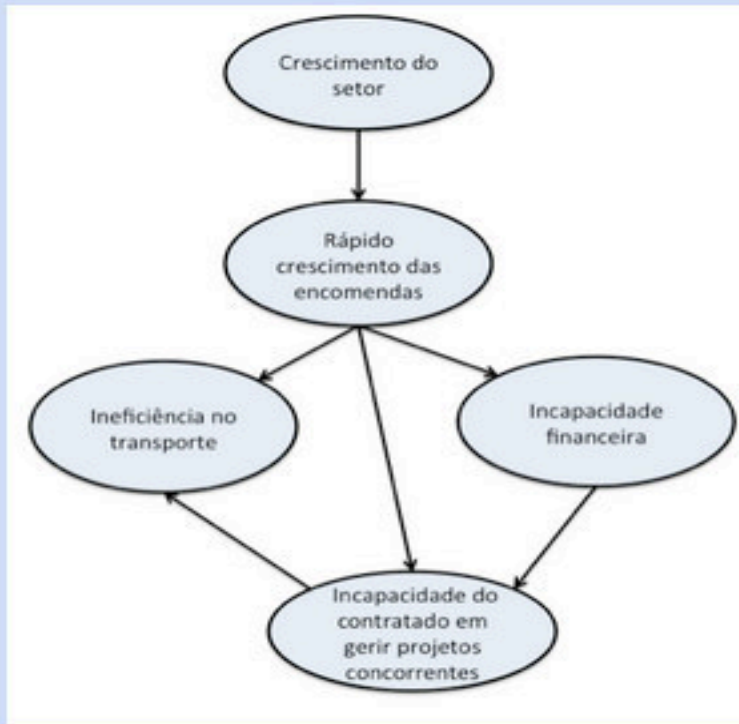 Crescimento do
setor
Rápido
crescimento das
encomendas
Ineficiência no
transporte
Incapacidade
financeira
Incapacidade do
contratado em
gerir projetos
concorrentes